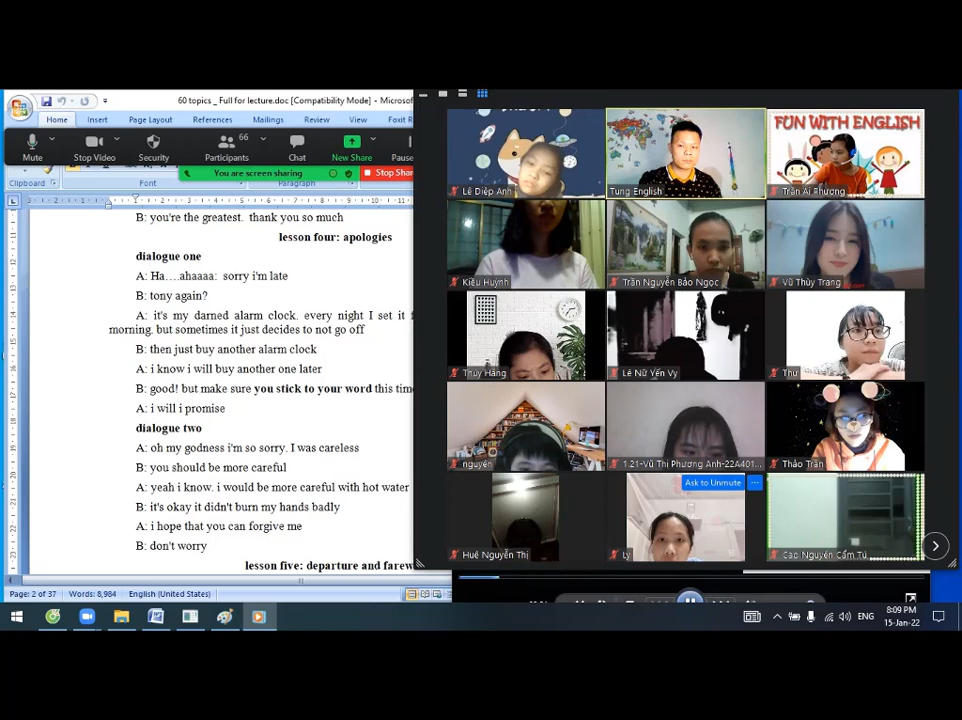 60 topics _ Full for lecture.doc [Compatibility Mode] - Microsof
Home Insert Page Layout References Mailings Review View Foxit R
66
Mute Stop Video Security Participants Chat New Share Pause
You are screen sharing Stop Shar
Clipboard Font Paragraph
B: you're the greatest. thank you so much
lesson four: apologies
dialogue one
A: Ha….ahaaaa: sorry i'm late
B: tony again?
A: it's my darned alarm clock. every night I set it f
morning. but sometimes it just decides to not go off
B: then just buy another alarm clock
A: i know i will buy another one later
B: good! but make sure you stick to your word this time
A: i will i promise
dialogue two
A: oh my godness i'm so sorry. I was careless
B: you should be more careful
A: yeah i know. i would be more careful with hot water
B: it's okay it didn't burn my hands badly
A: i hope that you can forgive me
B: don't worry
lesson five: departure and farew
Page: 2 of 37 Words: 8,984 English (United States)
FUN WITH ENGLISH
Lê Diệp Anh Tung English Trần Ái Phương
Kiều Huỳnh Trần Nguyễn Bảo Ngọc Vũ Thùy Trang
Thúy Hằng Lê Nữ Yến Vy Thư
nguyên 1 21-Vũ Thị Phương Anh-22A401... Thảo Trần
Ask to Unmute ...
Huệ Nguyễn Thị Ly Cao Nguyên Cẩm Tú
ENG
8:09 PM
15-Jan-22